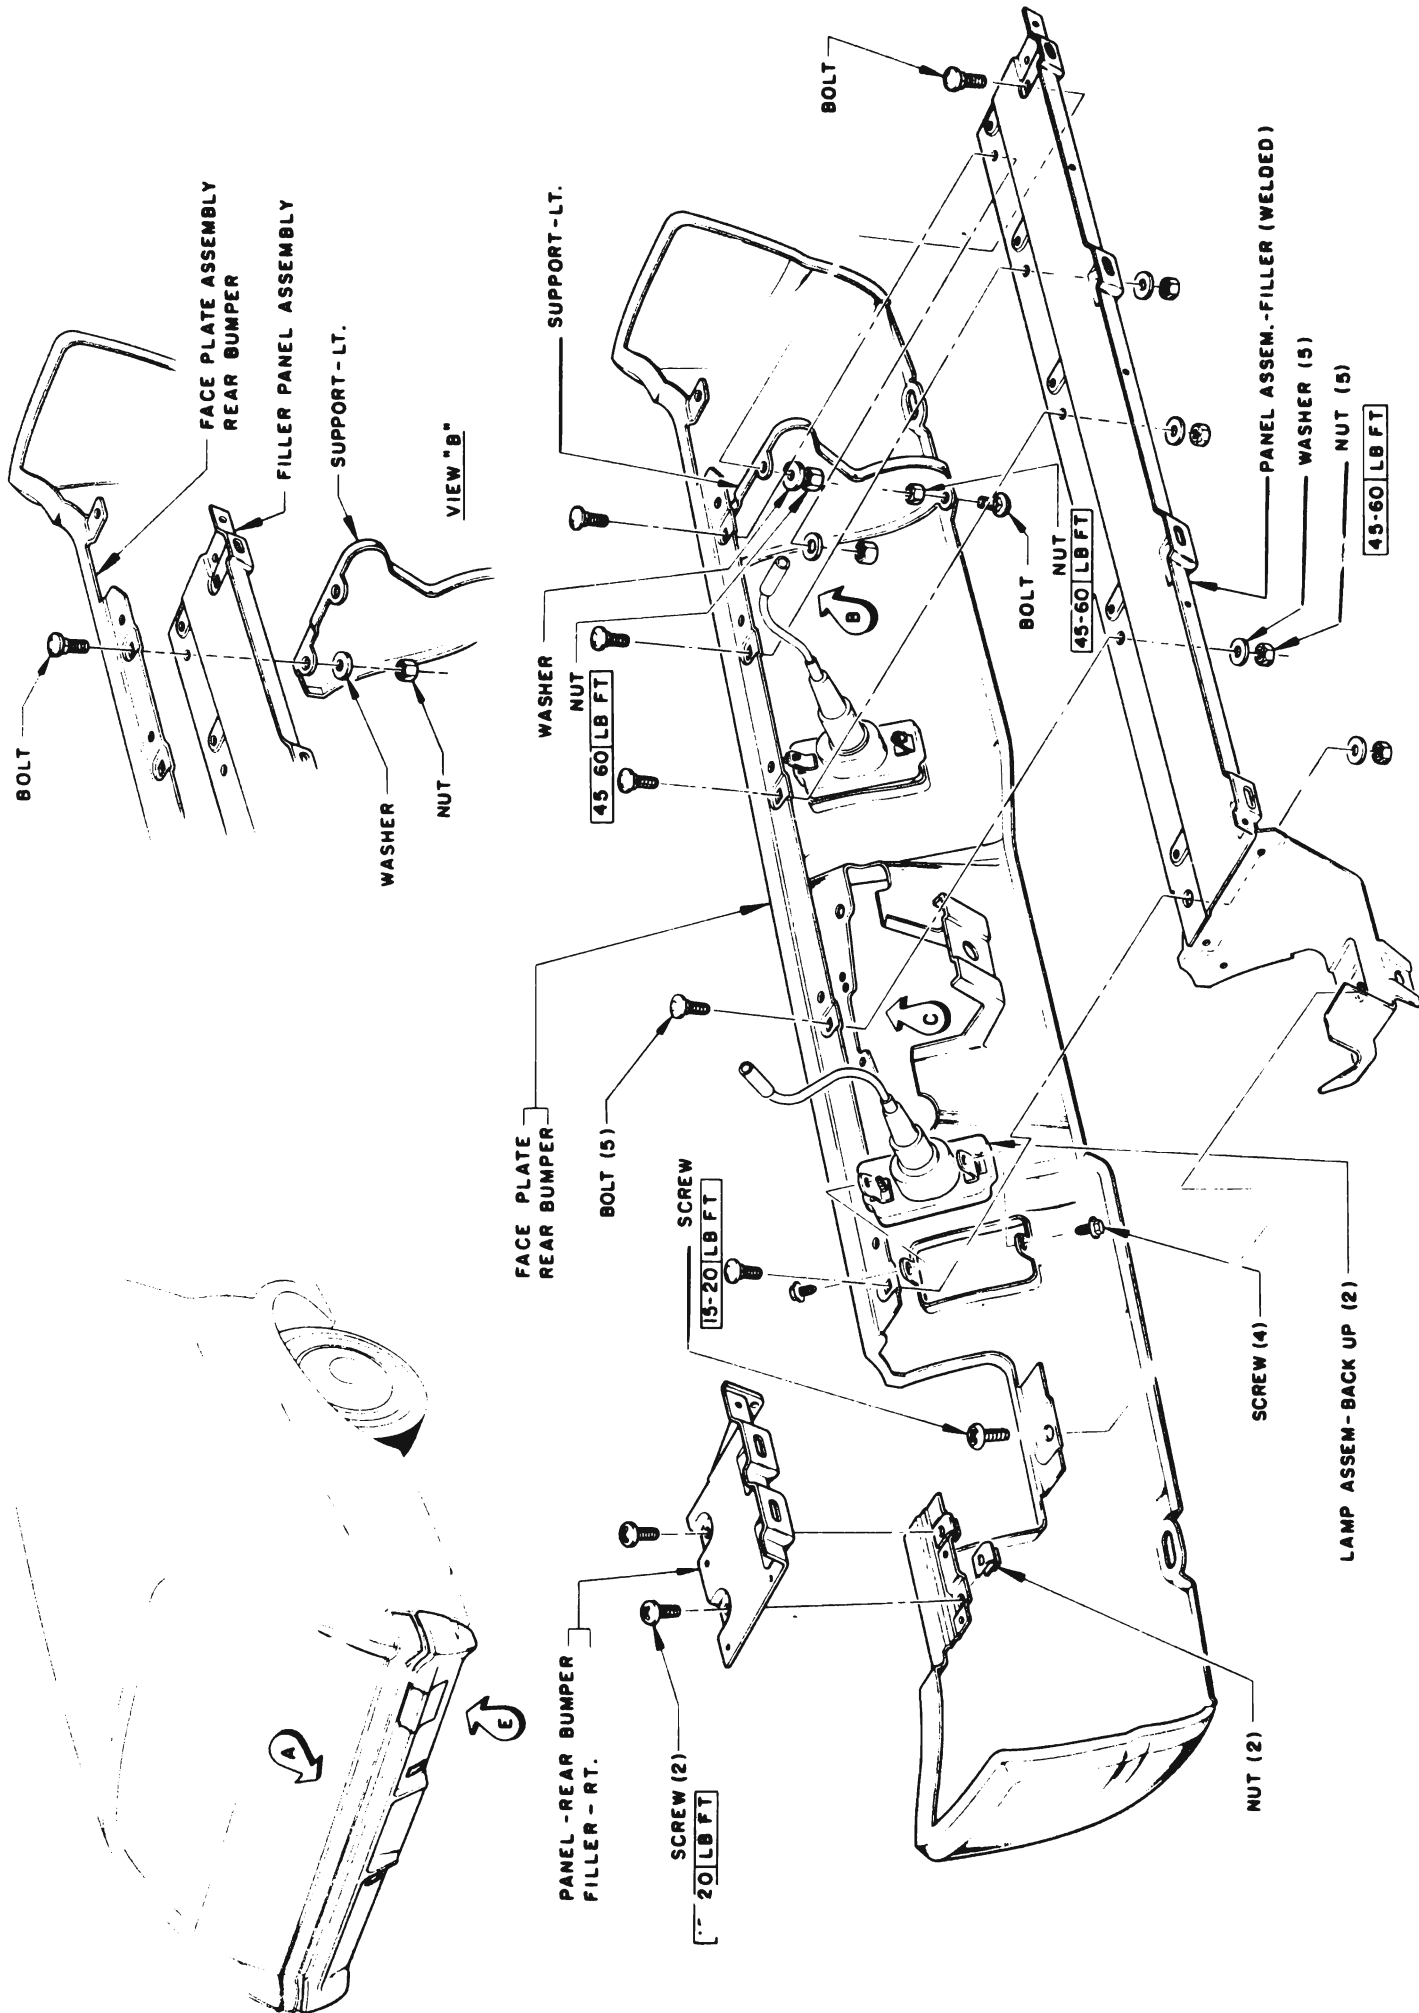 BOLT
FACE PLATE ASSEMBLY
REAR BUMPER
FILLER PANEL ASSEMBLY
SUPPORT-LT.
WASHER
NUT
VIEW "B"
A
E
FACE PLATE
REAR BUMPER
BOLT (5)
SCREW
15-20 LB FT
PANEL-REAR BUMPER
FILLER-RT.
SCREW (2)
20 LB FT
WASHER
NUT
45 60 LB FT
SUPPORT-LT.
BOLT
B
C
BOLT
NUT
45-60 LB FT
PANEL ASSEM.-FILLER (WELDED)
WASHER (5)
NUT (5)
45-60 LB FT
SCREW (4)
LAMP ASSEM-BACK UP (2)
NUT (2)